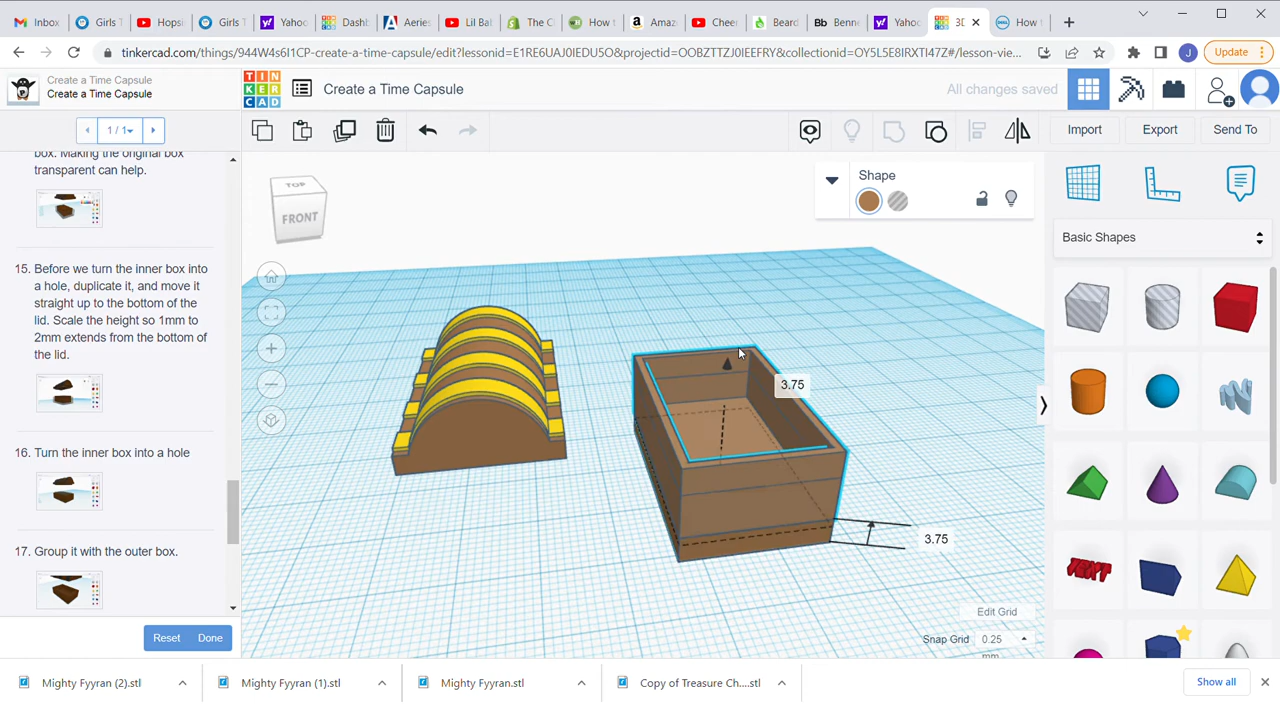 Inbox
Girls T
Hopsi
Girls T
Yahoo
Dashb
Aeries
Lil Bab
The C
How t
Amaz
Chee
Beard
Bb Benne
Yahoo
3D
How t
tinkercad.com/things/944W4s6I1CP-create-a-time-capsule/edit?lessonid=E1RE6UAJ0IEDU5O&projectid=OOBZTTZJ0IEEFRY&collectionid=OY5L5E8IRXTI47Z#/lesson-view...
J
Update
Create a Time Capsule
Create a Time Capsule
TIN
KER
CAD
Create a Time Capsule
All changes saved
1 / 1
Import
Export
Send To
box. Making the original box
transparent can help.
15. Before we turn the inner box into
a hole, duplicate it, and move it
straight up to the bottom of the
lid. Scale the height so 1mm to
2mm extends from the bottom of
the lid.
16. Turn the inner box into a hole
17. Group it with the outer box.
Reset
Done
TOP
FRONT
Shape
3.75
3.75
Edit Grid
Snap Grid
0.25
mm
Basic Shapes
TEXT
Mighty Fyyran (2).stl
Mighty Fyyran (1).stl
Mighty Fyyran.stl
Copy of Treasure Ch....stl
Show all